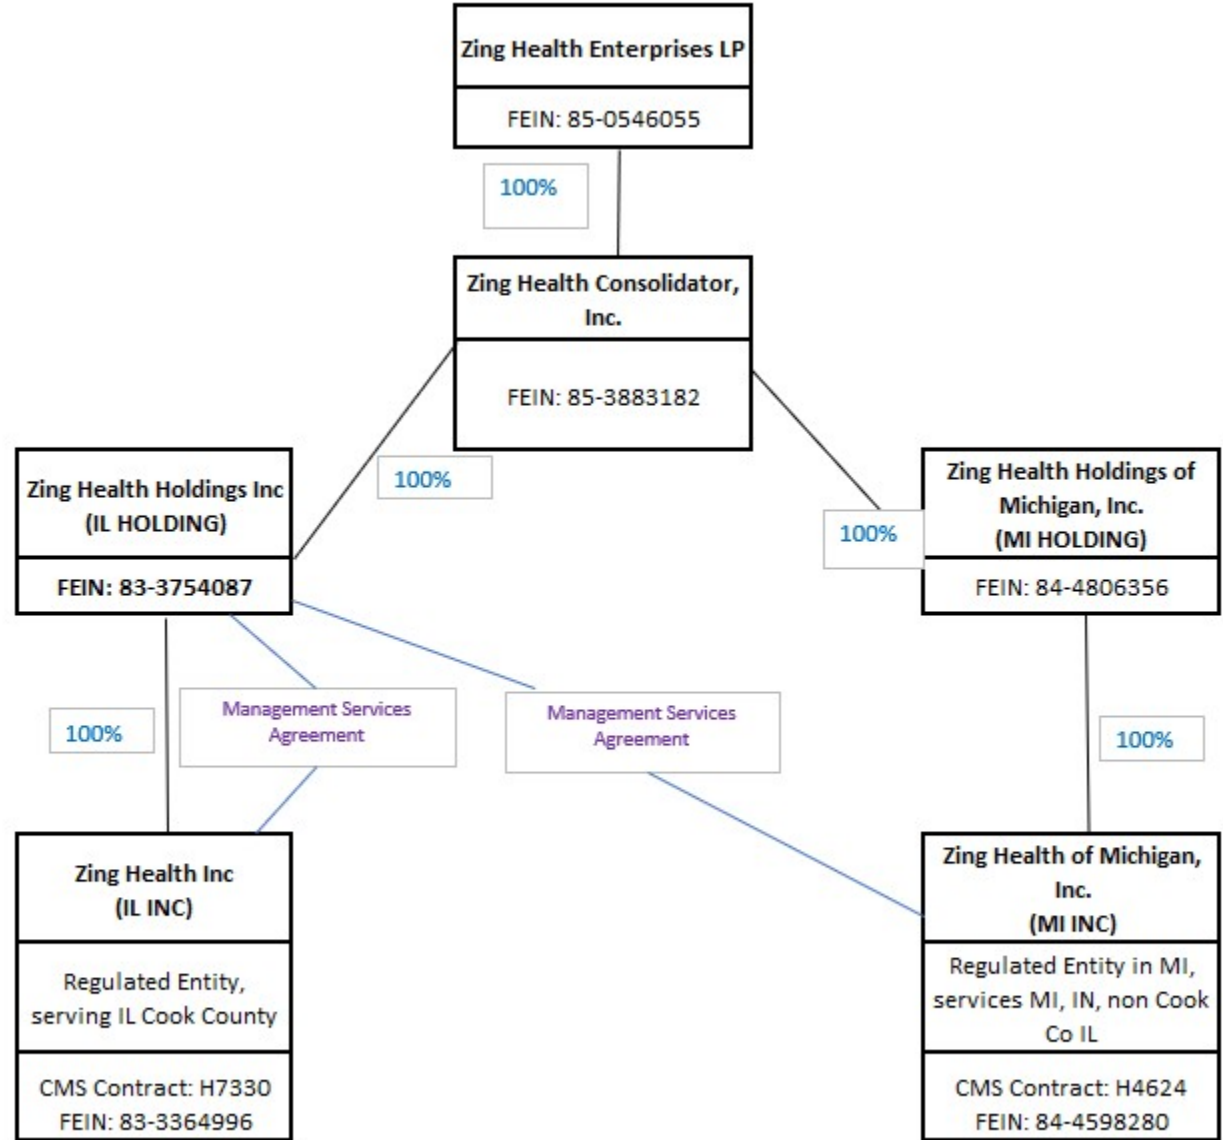 Zing Health Enterprises LP
FEIN: 85-0546055
100%
Zing Health Consolidator,
Inc.
FEIN: 85-3883182
100%
100%
Zing Health Holdings Inc
(IL HOLDING)
FEIN: 83-3754087
Zing Health Holdings of
Michigan, Inc.
(MI HOLDING)
FEIN: 84-4806356
100%
Management Services
Agreement
Management Services
Agreement
100%
Zing Health Inc
(IL INC)
Regulated Entity,
serving IL Cook County
CMS Contract: H7330
FEIN: 83-3364996
Zing Health of Michigan,
Inc.
(MI INC)
Regulated Entity in MI,
services MI, IN, non Cook
Co IL
CMS Contract: H4624
FEIN: 84-4598280